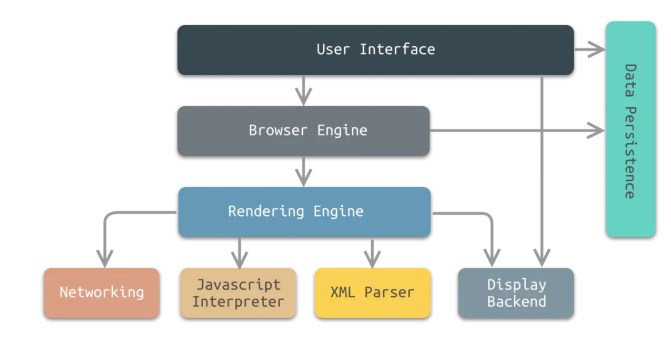 User Interface
Data Persistence
Browser Engine
Rendering Engine
Networking
Javascript
Interpreter
XML Parser
Display
Backend